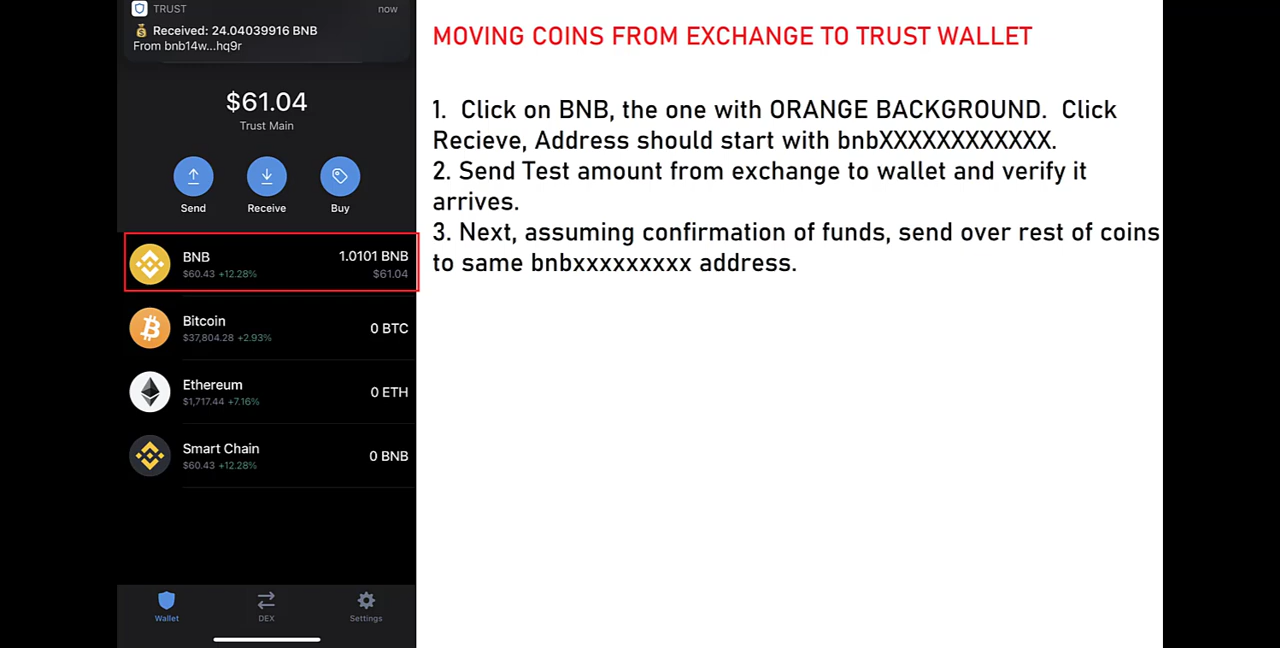 TRUST
now
💰 Received: 24.04039916 BNB
From bnb14w...hq9r
$61.04
Trust Main
Send
Receive
Buy
BNB
1.0101 BNB
$60.43 +12.28%
$61.04
Bitcoin
0 BTC
$37,804.28 +2.93%
Ethereum
0 ETH
$1,717.44 +7.16%
Smart Chain
0 BNB
$60.43 +12.28%
Wallet
DEX
Settings
MOVING COINS FROM EXCHANGE TO TRUST WALLET
1. Click on BNB, the one with ORANGE BACKGROUND. Click
Recieve, Address should start with bnbXXXXXXXXXXXX.
2. Send Test amount from exchange to wallet and verify it
arrives.
3. Next, assuming confirmation of funds, send over rest of coins
to same bnbxxxxxxxxx address.